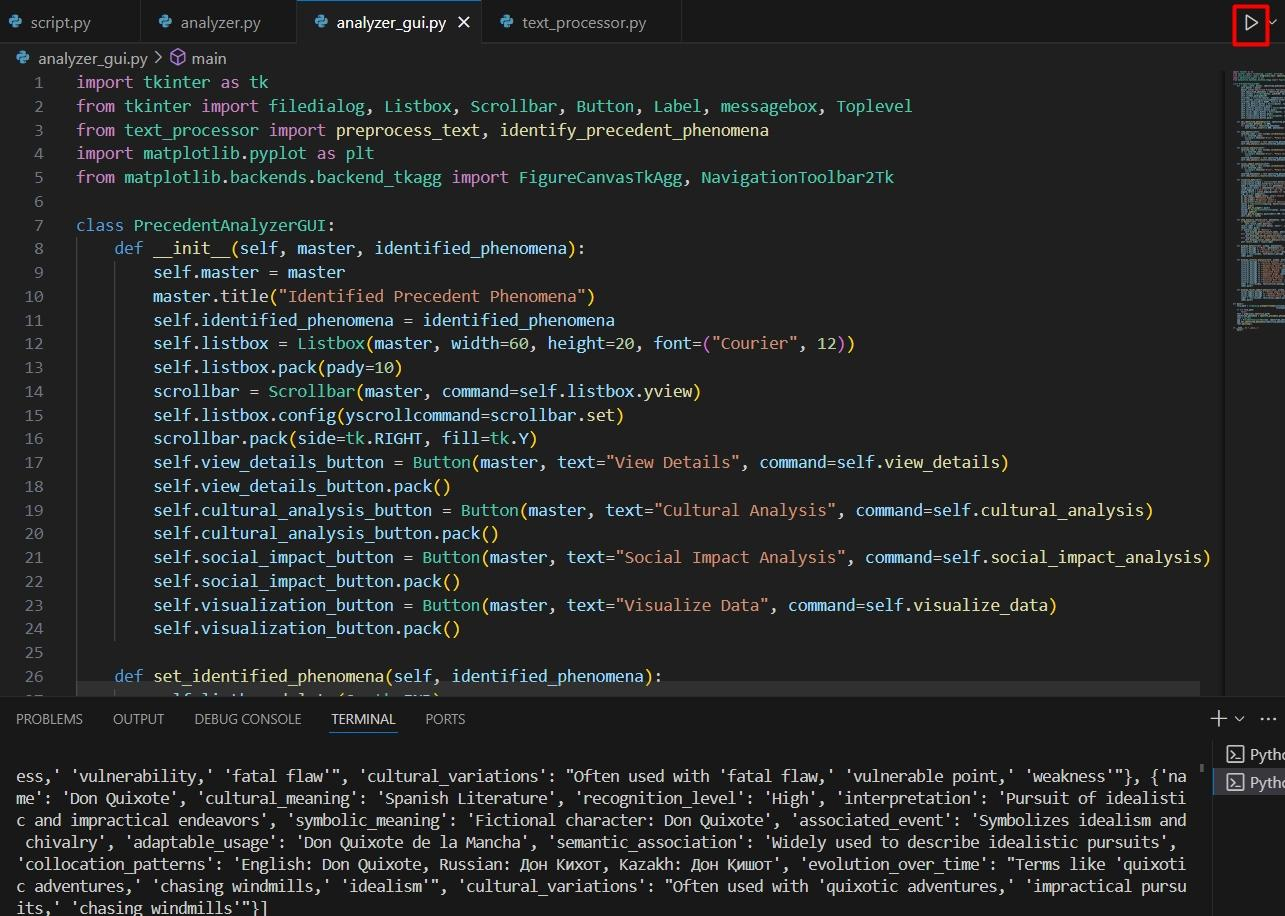 script.py analyzer.py analyzer_gui.py text_processor.py
analyzer_gui.py > main
1 import tkinter as tk
2 from tkinter import filedialog, Listbox, Scrollbar, Button, Label, messagebox, Toplevel
3 from text_processor import preprocess_text, identify_precedent_phenomena
4 import matplotlib.pyplot as plt
5 from matplotlib.backends.backend_tkagg import FigureCanvasTkAgg, NavigationToolbar2Tk
6
7 class PrecedentAnalyzerGUI:
8 def __init__(self, master, identified_phenomena):
9 self.master = master
10 master.title("Identified Precedent Phenomena")
11 self.identified_phenomena = identified_phenomena
12 self.listbox = Listbox(master, width=60, height=20, font=("Courier", 12))
13 self.listbox.pack(pady=10)
14 scrollbar = Scrollbar(master, command=self.listbox.yview)
15 self.listbox.config(yscrollcommand=scrollbar.set)
16 scrollbar.pack(side=tk.RIGHT, fill=tk.Y)
17 self.view_details_button = Button(master, text="View Details", command=self.view_details)
18 self.view_details_button.pack()
19 self.cultural_analysis_button = Button(master, text="Cultural Analysis", command=self.cultural_analysis)
20 self.cultural_analysis_button.pack()
21 self.social_impact_button = Button(master, text="Social Impact Analysis", command=self.social_impact_analysis)
22 self.social_impact_button.pack()
23 self.visualization_button = Button(master, text="Visualize Data", command=self.visualize_data)
24 self.visualization_button.pack()
25
26 def set_identified_phenomena(self, identified_phenomena):
PROBLEMS OUTPUT DEBUG CONSOLE TERMINAL PORTS
Pytho
Pytho
ess,' 'vulnerability,' 'fatal flaw'", 'cultural_variations': "Often used with 'fatal flaw,' 'vulnerable point,' 'weakness'"}, {'na
me': 'Don Quixote', 'cultural_meaning': 'Spanish Literature', 'recognition_level': 'High', 'interpretation': 'Pursuit of idealisti
c and impractical endeavors', 'symbolic_meaning': 'Fictional character: Don Quixote', 'associated_event': 'Symbolizes idealism and
chivalry', 'adaptable_usage': 'Don Quixote de la Mancha', 'semantic_association': 'Widely used to describe idealistic pursuits',
'collocation_patterns': 'English: Don Quixote, Russian: Дон Кихот, Kazakh: Дон Қишот', 'evolution_over_time': "Terms like 'quixoti
c adventures,' 'chasing windmills,' 'idealism'", 'cultural_variations': "Often used with 'quixotic adventures,' 'impractical pursu
its,' 'chasing windmills'"}]